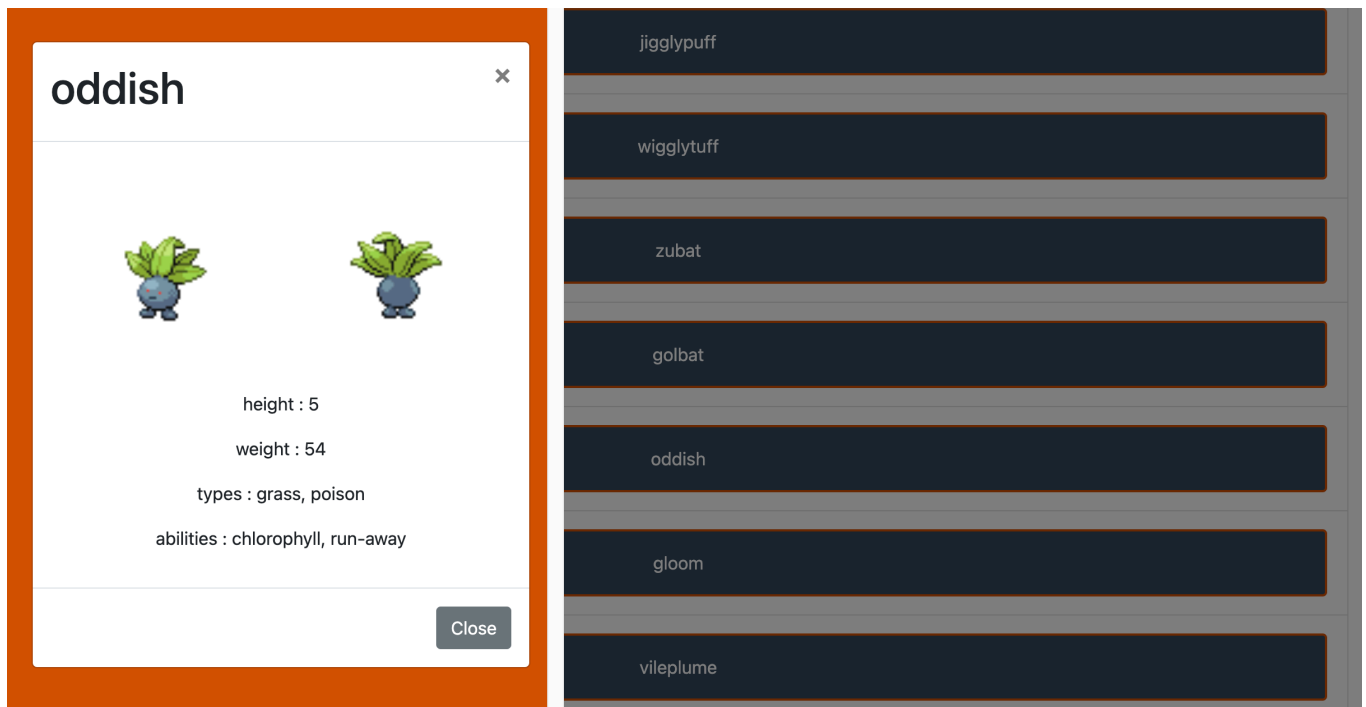 oddish
×
height : 5
weight : 54
types : grass, poison
abilities : chlorophyll, run-away
Close
jigglypuff
wigglytuff
zubat
golbat
oddish
gloom
vileplume